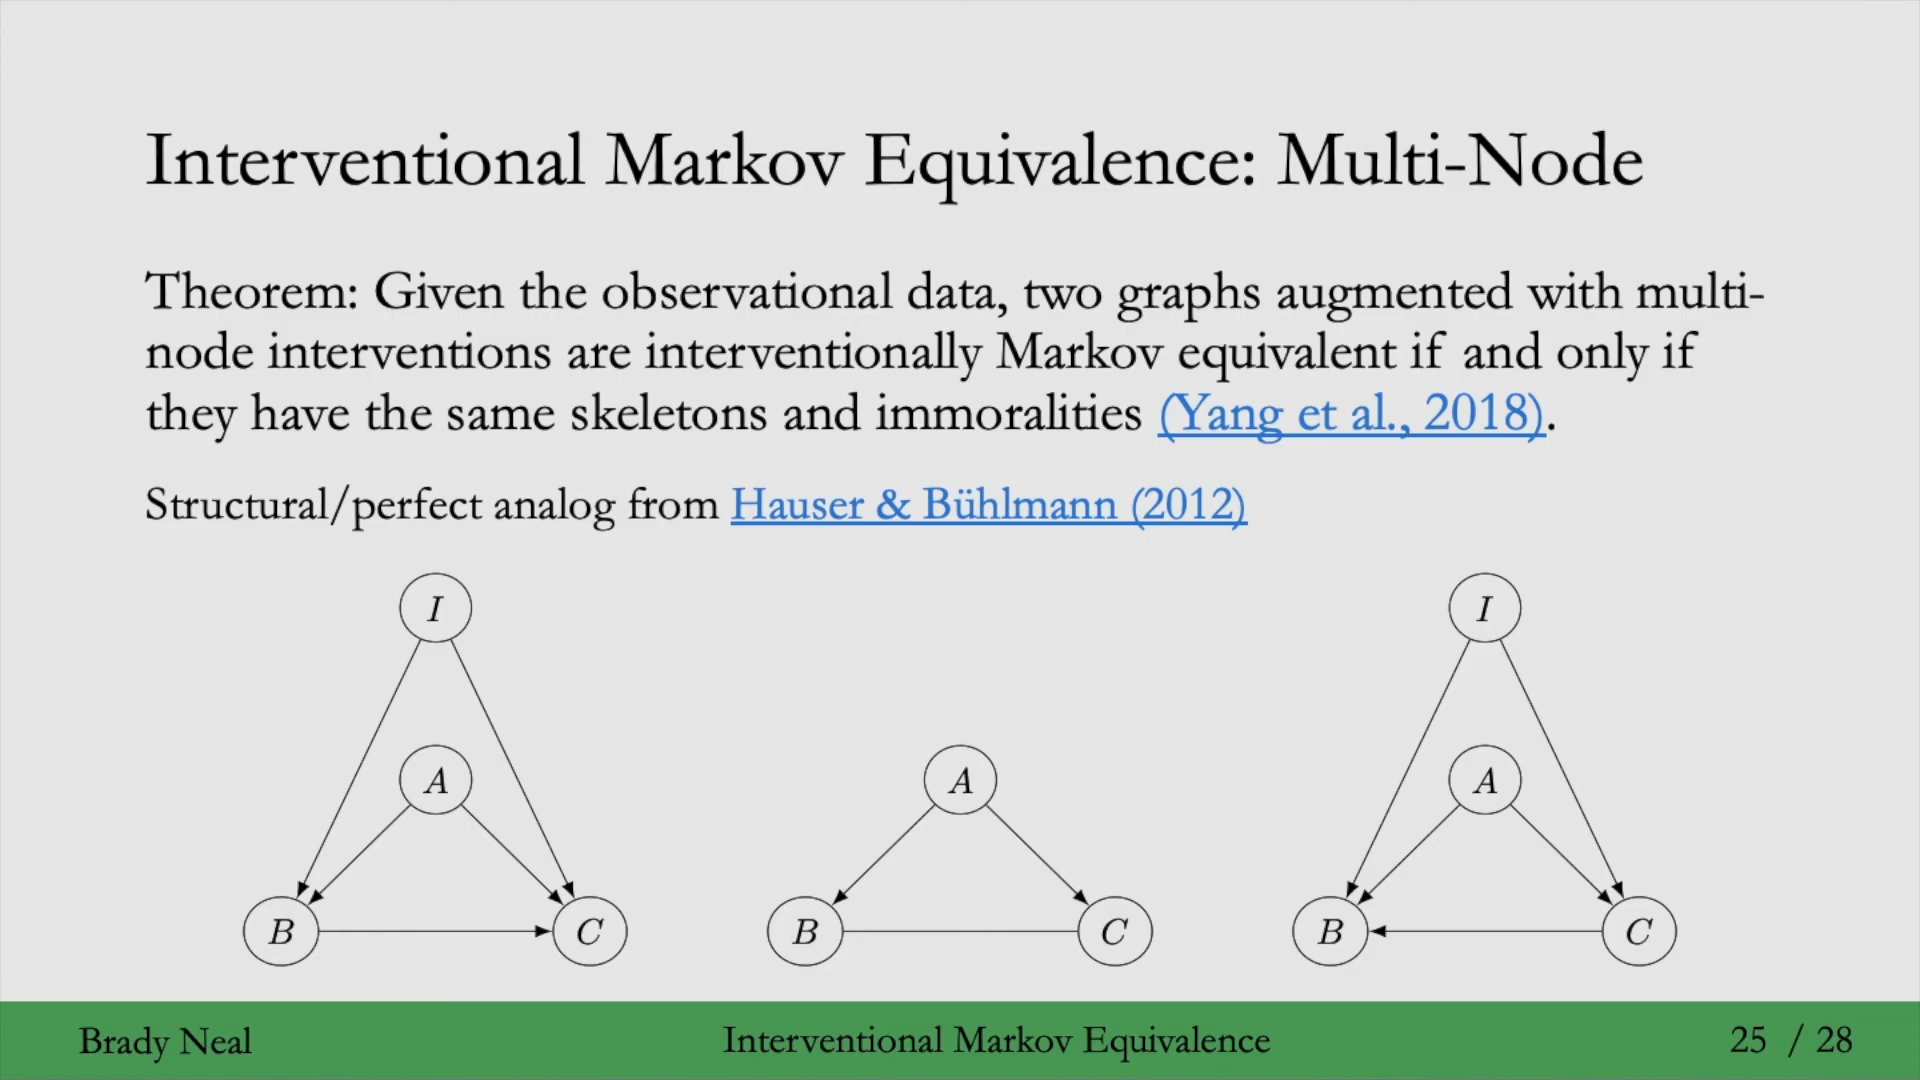 Interventional Markov Equivalence: Multi-Node
Theorem: Given the observational data, two graphs augmented with multi-
node interventions are interventionally Markov equivalent if and only if
they have the same skeletons and immoralities (Yang et al., 2018).
Structural/perfect analog from Hauser & Bühlmann (2012)
I
I
A
A
A
B
C
B
C
B
C
Brady Neal
Interventional Markov Equivalence
25 / 28